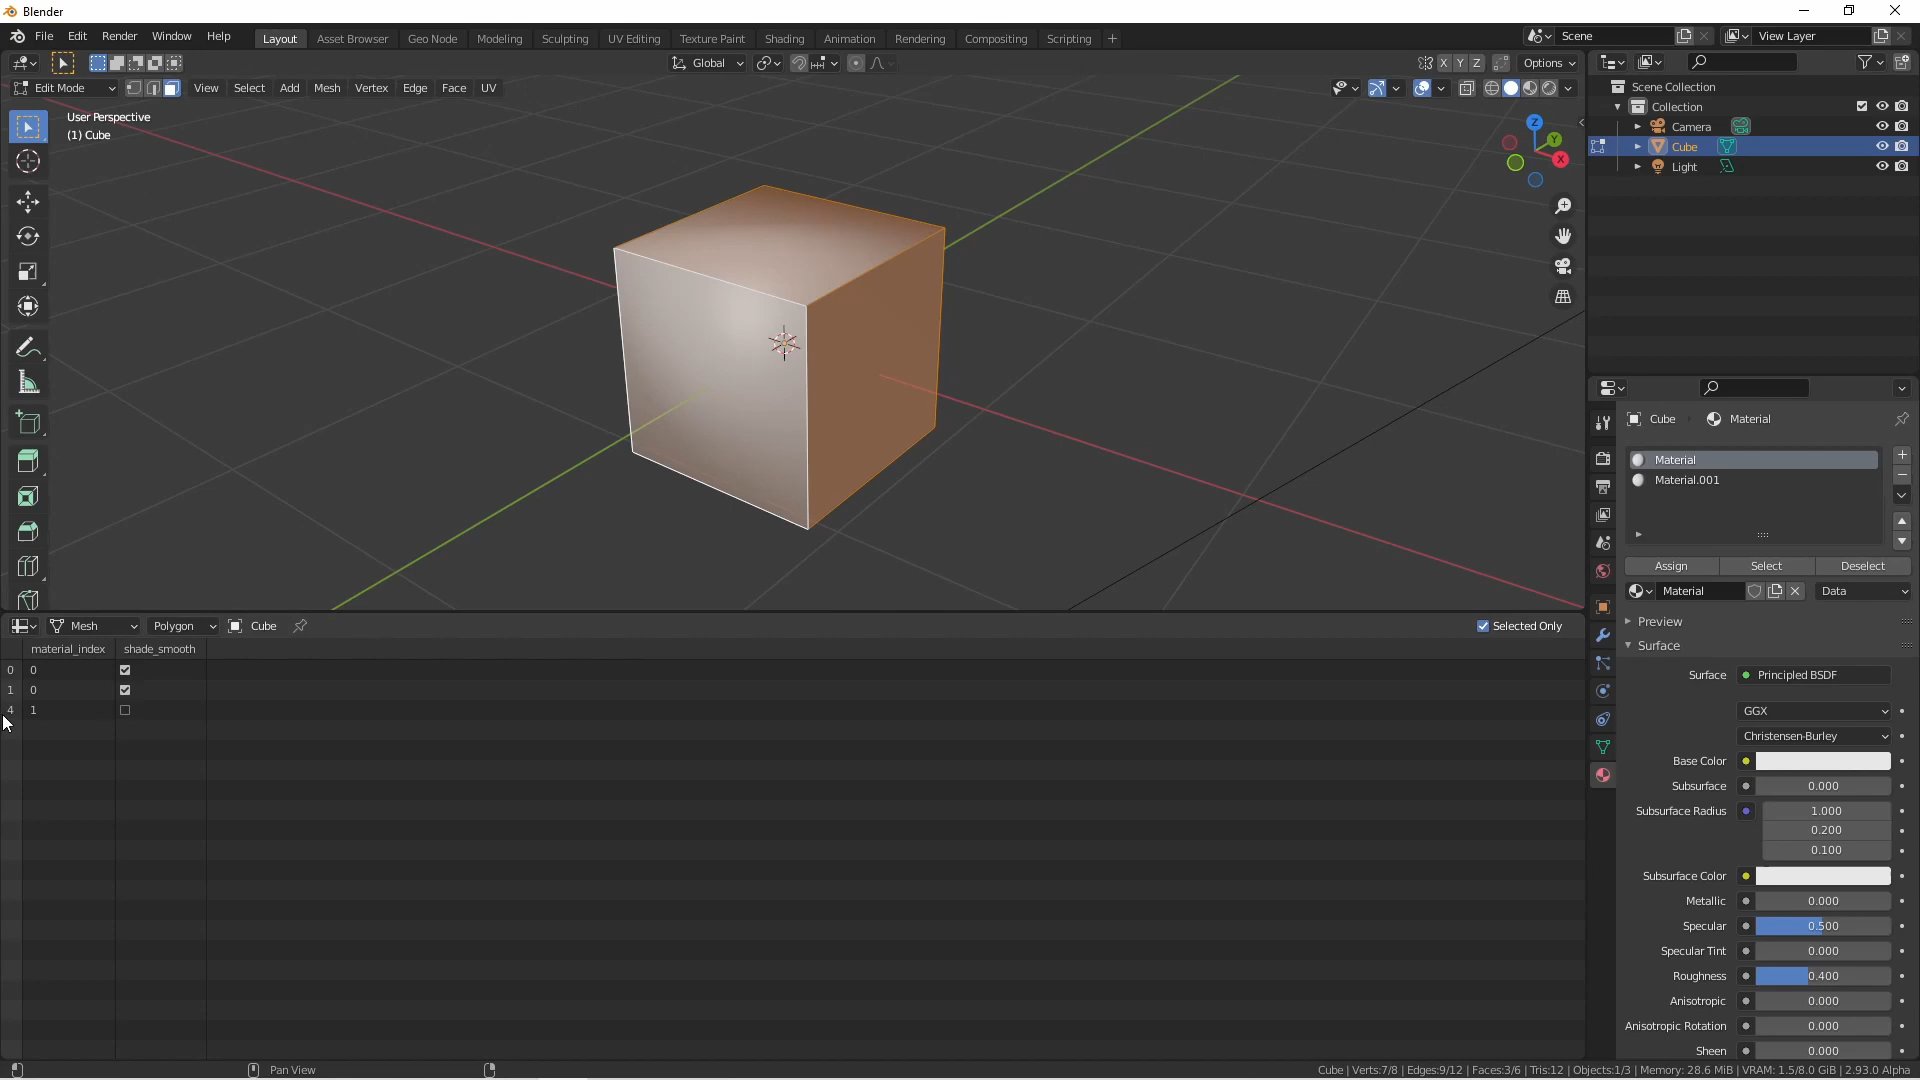 Blender
File Edit Render Window Help Layout Asset Browser Geo Node Modeling Sculpting UV Editing Texture Paint Shading Animation Rendering Compositing Scripting + Scene View Layer
Global X Y Z Options
Edit Mode View Select Add Mesh Vertex Edge Face UV
User Perspective
(1) Cube
Z
Y
X
Scene Collection
Collection
Camera
Cube
Light
Cube Material
Material
Material.001
Assign Select Deselect
Material Data
Preview
Surface
Surface Principled BSDF
GGX
Christensen-Burley
Base Color
Subsurface 0.000
Subsurface Radius 1.000
0.200
0.100
Subsurface Color
Metallic 0.000
Specular 0.500
Specular Tint 0.000
Roughness 0.400
Anisotropic 0.000
Anisotropic Rotation 0.000
Sheen 0.000
Mesh Polygon Cube Selected Only
material_index shade_smooth
0 0
1 0
4 1
Pan View Cube | Verts:7/8 | Edges:9/12 | Faces:3/6 | Tris:12 | Objects:1/3 | Memory: 28.6 MiB | VRAM: 1.5/8.0 GiB | 2.93.0 Alpha